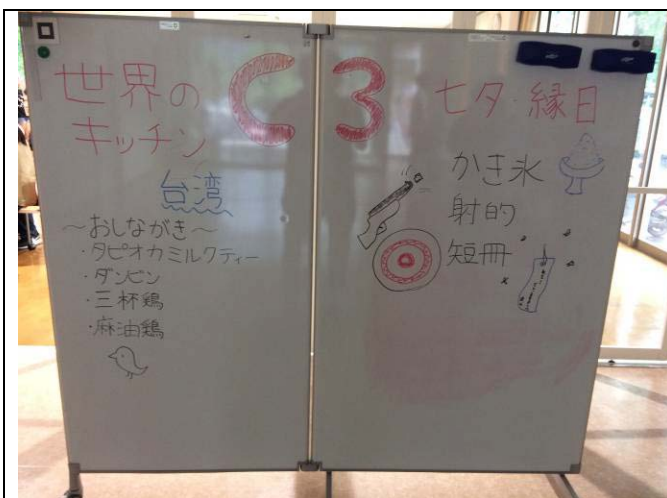 世界の
キッチン
C3
台湾
～おしながき～
・タピオカミルクティー
・ダンビン
・三杯鶏
・麻油鶏
七夕・縁日
かき氷
射的
短冊